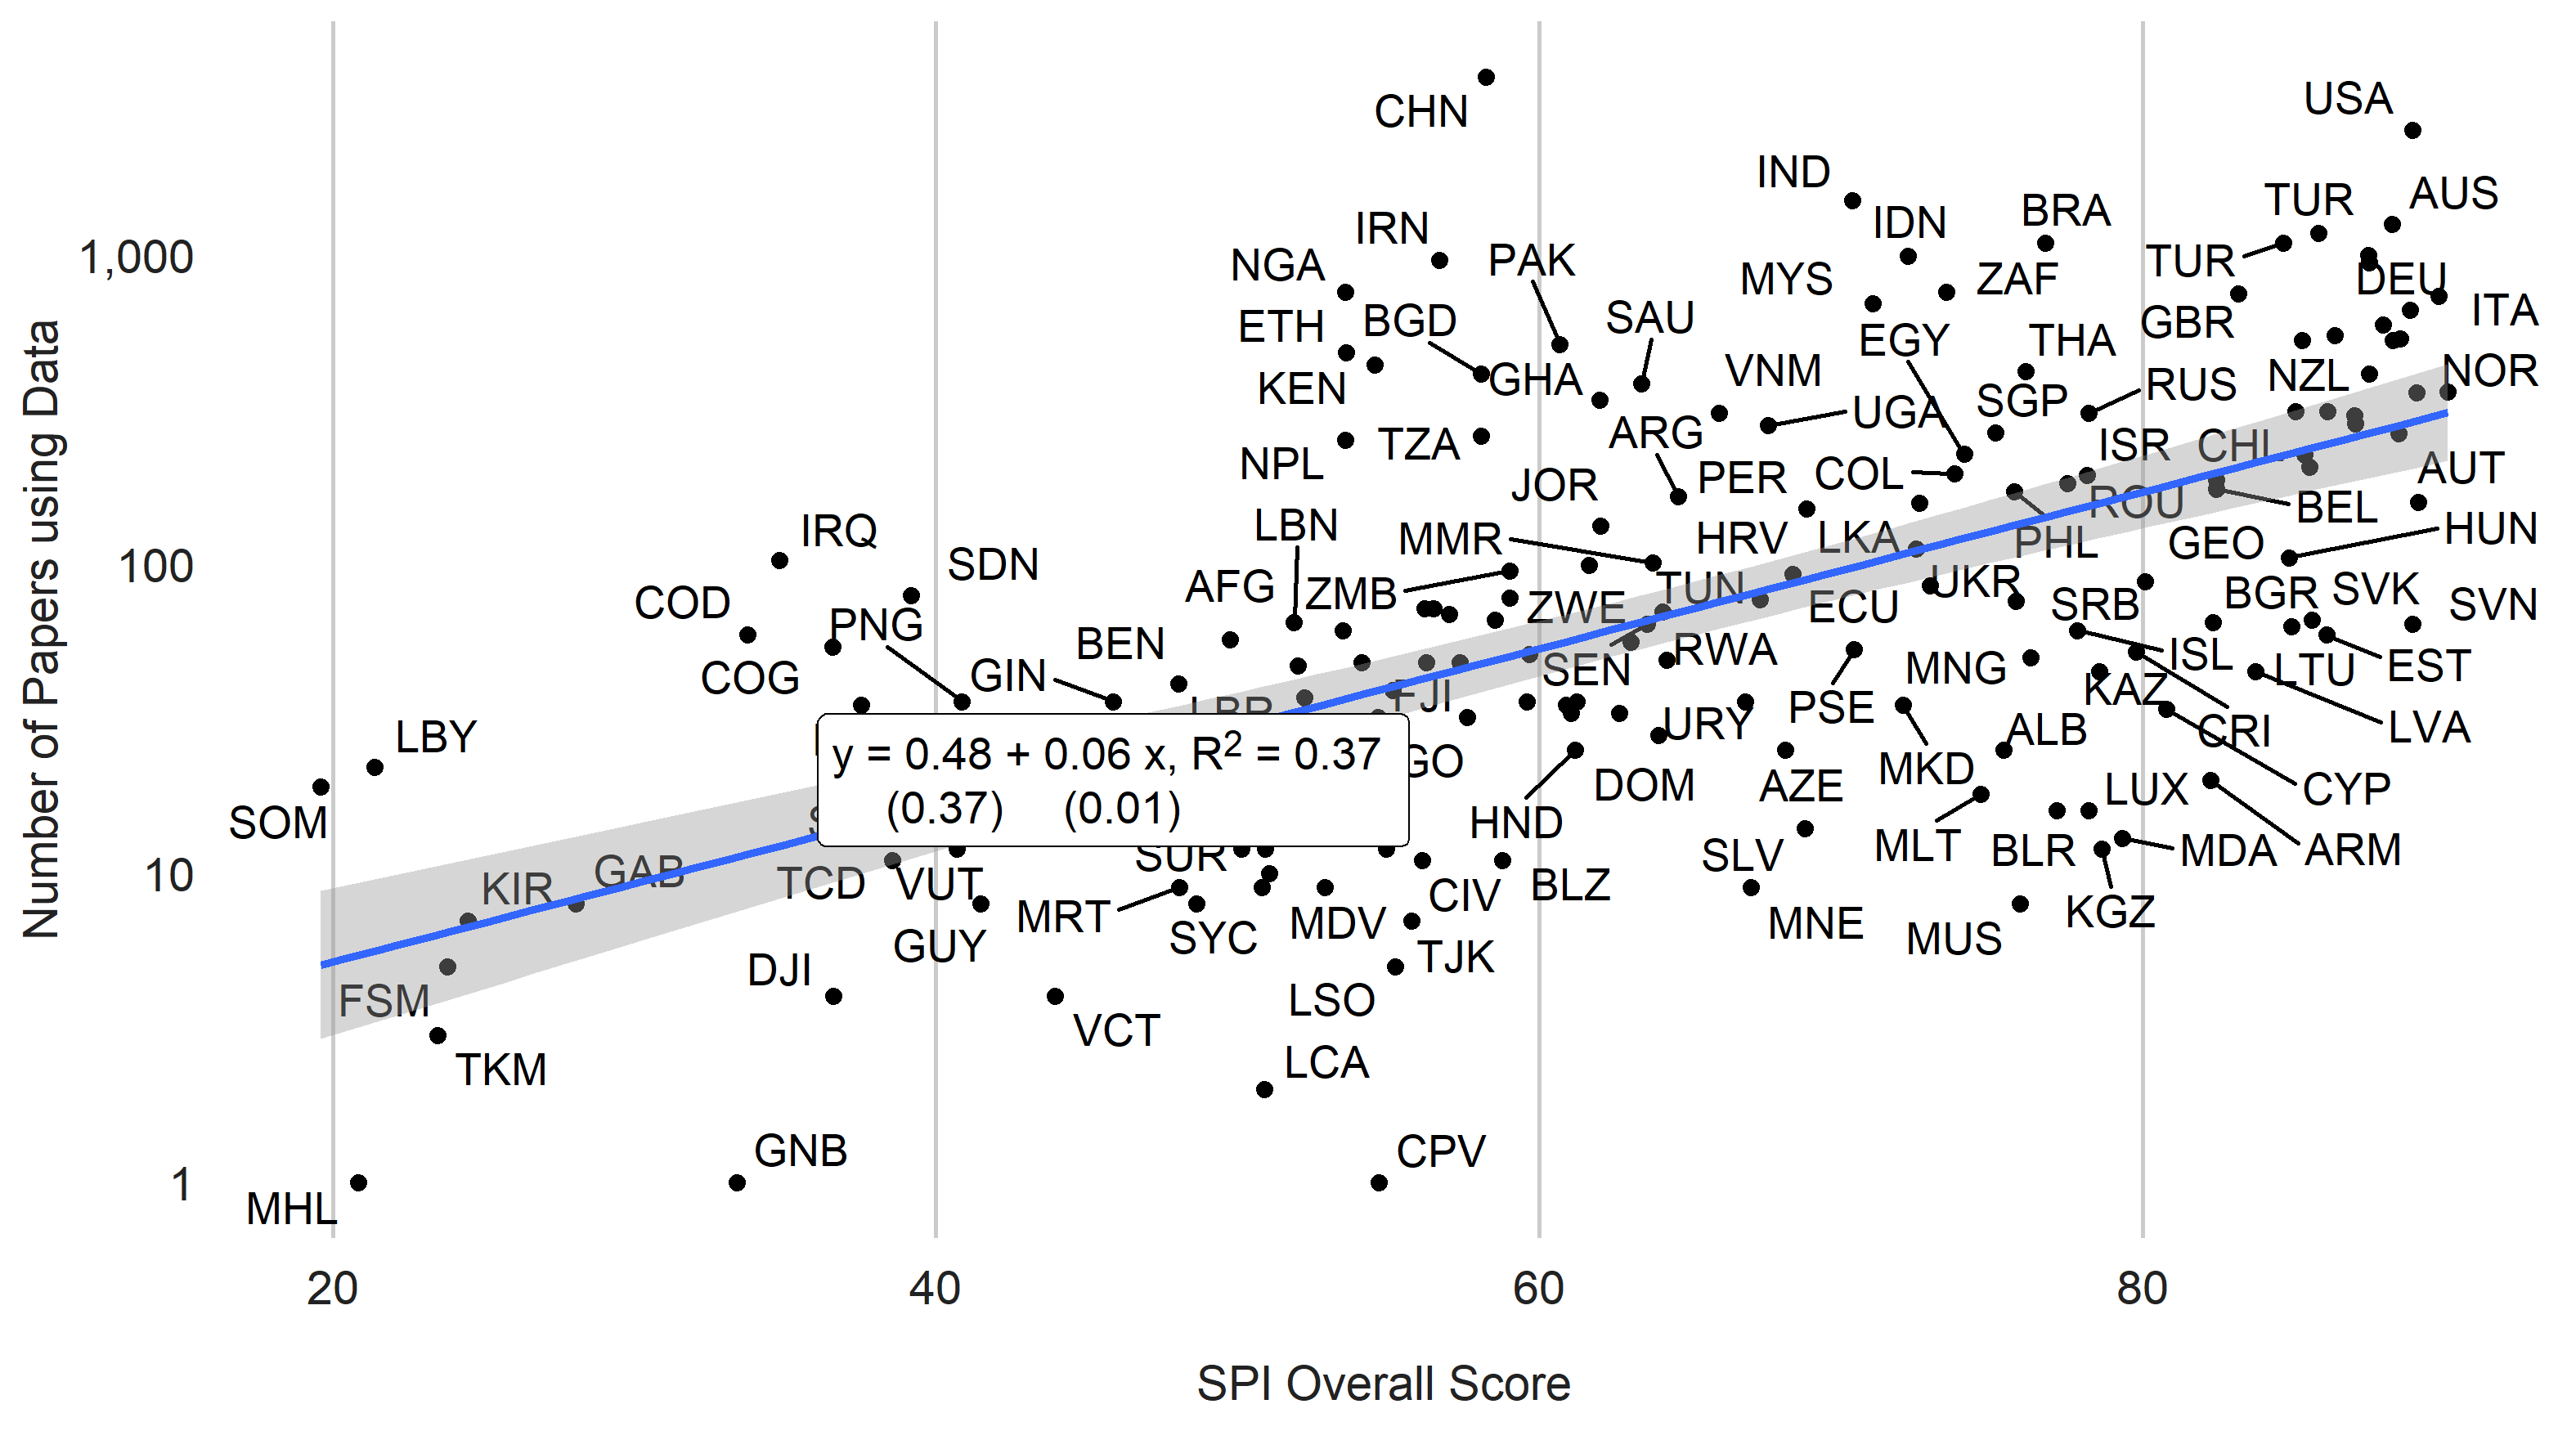 CHN
USA
IND
TUR
AUS
IRN
IDN
BRA
NGA
PAK
TUR
MYS
ZAF
DEU
1,000
ETH
BGD
SAU
EGY
THA
GBR
ITA
KEN
GHA
VNM
SGP
RUS
NZL
NOR
NPL
TZA
ARG
UGA
ISR
CHL
JOR
PER
COL
ROU
AUT
BEL
IRQ
LBN
MMR
HRV
LKA
PHL
GEO
HUN
100
SDN
AFG
ZMB
ZWE
TUN
ECU
UKR
SRB
BGR
SVK
SVN
COD
PNG
BEN
COG
GIN
SEN
RWA
MNG
ISL
LTU
EST
LBR
FJI
PSE
KAZ
LBY
URY
ALB
CRI
LVA
y = 0.48 + 0.06 x, R2 = 0.37
(0.37) (0.01)
GO
DOM
AZE
MKD
LUX
CYP
SOM
HND
SLV
MLT
BLR
MDA
ARM
10
KIR
GAB
TCD
VUT
SUR
MRT
MDV
CIV
BLZ
MNE
MUS
KGZ
GUY
SYC
TJK
DJI
FSM
VCT
LSO
TKM
LCA
GNB
CPV
1
MHL
20 40 60 80
SPI Overall Score
Number of Papers using Data